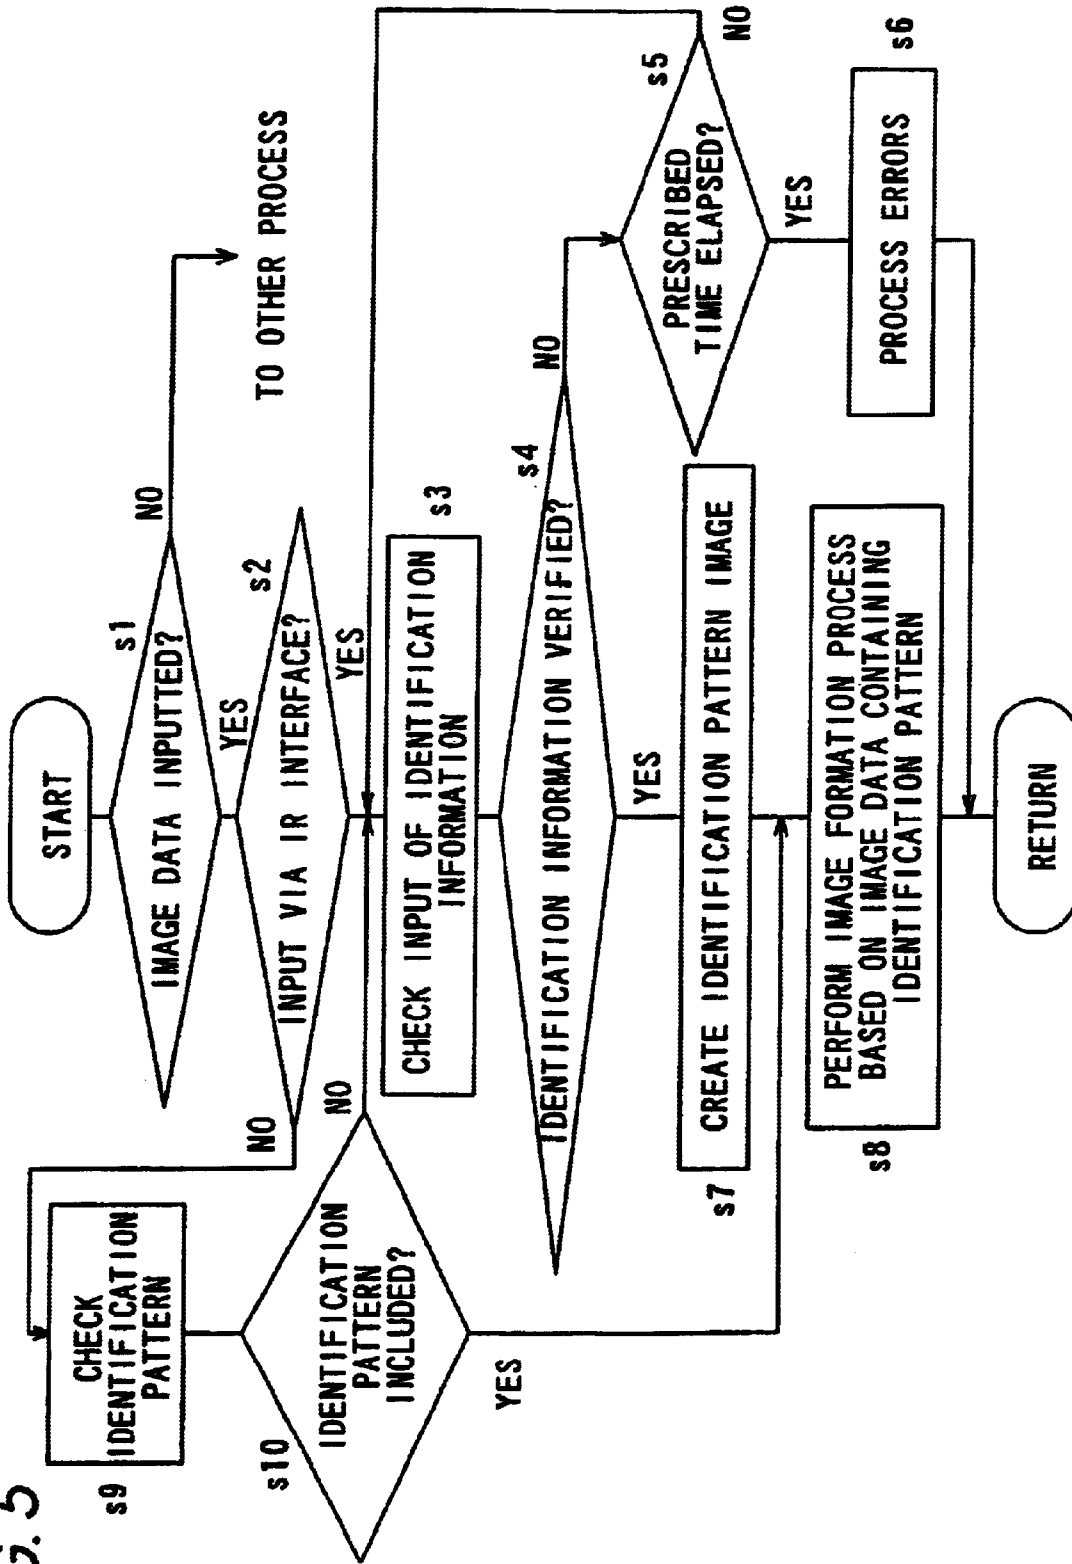 5
START
s1
IMAGE DATA INPUTTED?
NO
TO OTHER PROCESS
YES
s2
INPUT VIA IR INTERFACE?
NO
YES
s9
CHECK
IDENTIFICATION
PATTERN
s10
IDENTIFICATION
PATTERN
INCLUDED?
NO
YES
s3
CHECK INPUT OF IDENTIFICATION
INFORMATION
s4
IDENTIFICATION INFORMATION VERIFIED?
NO
YES
s5
PRESCRIBED
TIME ELAPSED?
NO
YES
s6
PROCESS ERRORS
s7
CREATE IDENTIFICATION PATTERN IMAGE
s8
PERFORM IMAGE FORMATION PROCESS
BASED ON IMAGE DATA CONTAINING
IDENTIFICATION PATTERN
RETURN